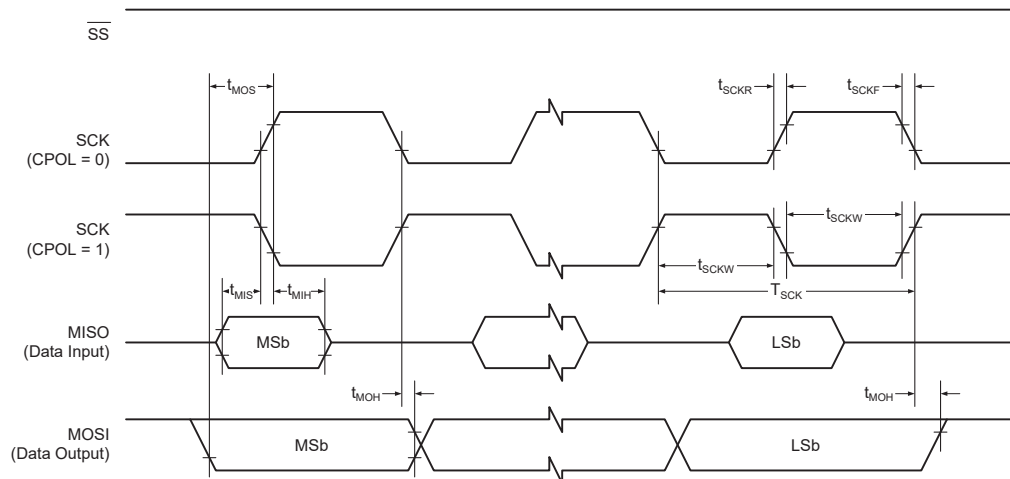 SS
tMOS
tSCKR
tSCKF
SCK
(CPOL = 0)
SCK
(CPOL = 1)
tSCKW
tSCKW
TSCK
tMIS
tMIH
MISO
(Data Input)
MSb
LSb
tMOH
tMOH
MOSI
(Data Output)
MSb
LSb